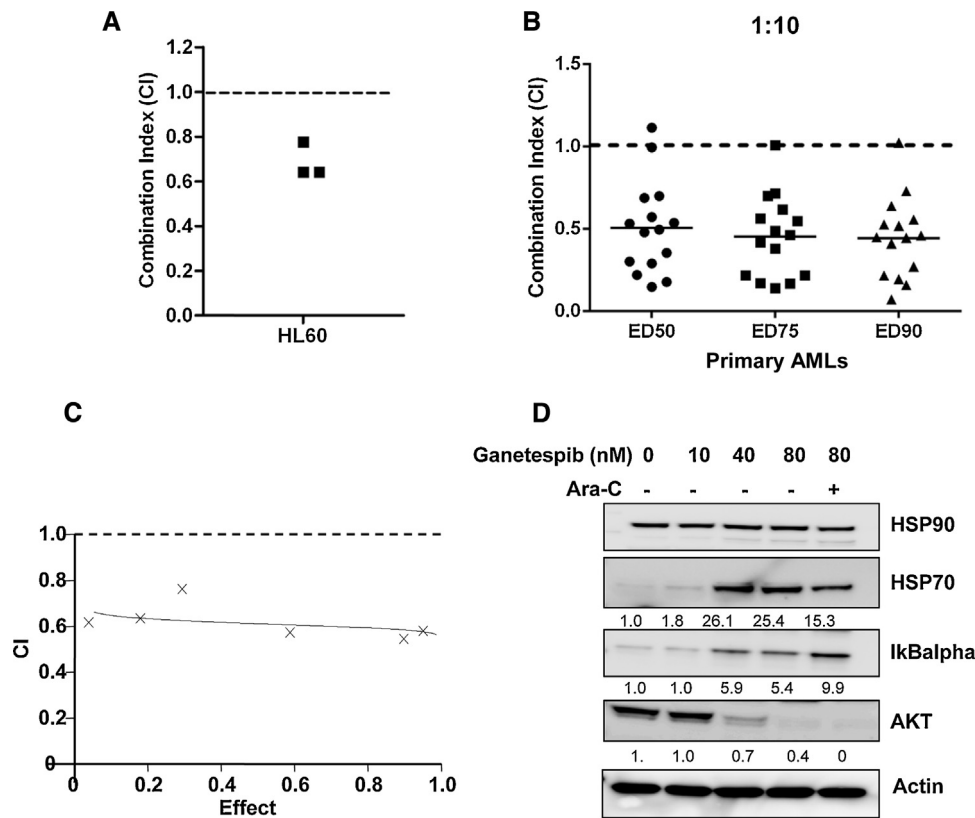 A
Combination Index (CI)
1.2
1.0
0.8
0.6
0.4
0.2
0.0
HL60
B
1:10
Combination Index (CI)
1.5
1.0
0.5
0.0
ED50 ED75 ED90
Primary AMLs
C
CI
1.0
0.8
0.6
0.4
0.2
0
0 0.2 0.4 0.6 0.8 1.0
Effect
D
Ganetespib (nM) 0 10 40 80 80
Ara-C - - - - +
HSP90
HSP70
1.0 1.8 26.1 25.4 15.3
IkBalpha
1.0 1.0 5.9 5.4 9.9
AKT
1. 1.0 0.7 0.4 0
Actin